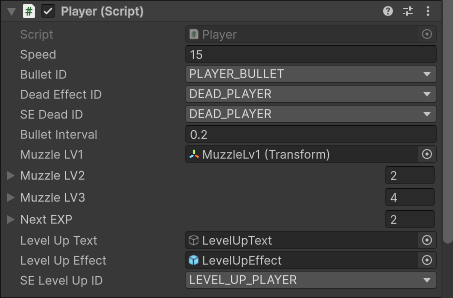 Player (Script)
Script Player
Speed 15
Bullet ID PLAYER_BULLET
Dead Effect ID DEAD_PLAYER
SE Dead ID DEAD_PLAYER
Bullet Interval 0.2
Muzzle LV1 MuzzleLv1 (Transform)
Muzzle LV2 2
Muzzle LV3 4
Next EXP 2
Level Up Text LevelUpText
Level Up Effect LevelUpEffect
SE Level Up ID LEVEL_UP_PLAYER